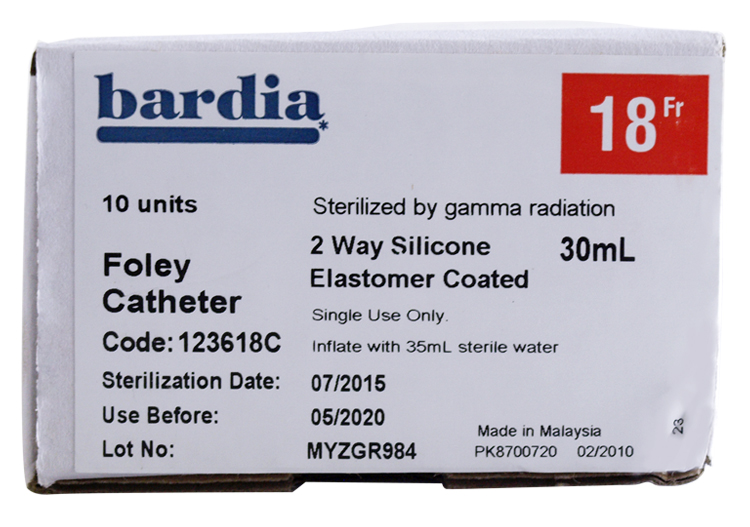 bardia*
18 Fr
10 units
Sterilized by gamma radiation
Foley
Catheter
2 Way Silicone
Elastomer Coated
30mL
Single Use Only.
Code: 123618C
Inflate with 35mL sterile water
Sterilization Date: 07/2015
Use Before: 05/2020
Lot No: MYZGR984
Made in Malaysia
PK8700720 02/2010
23